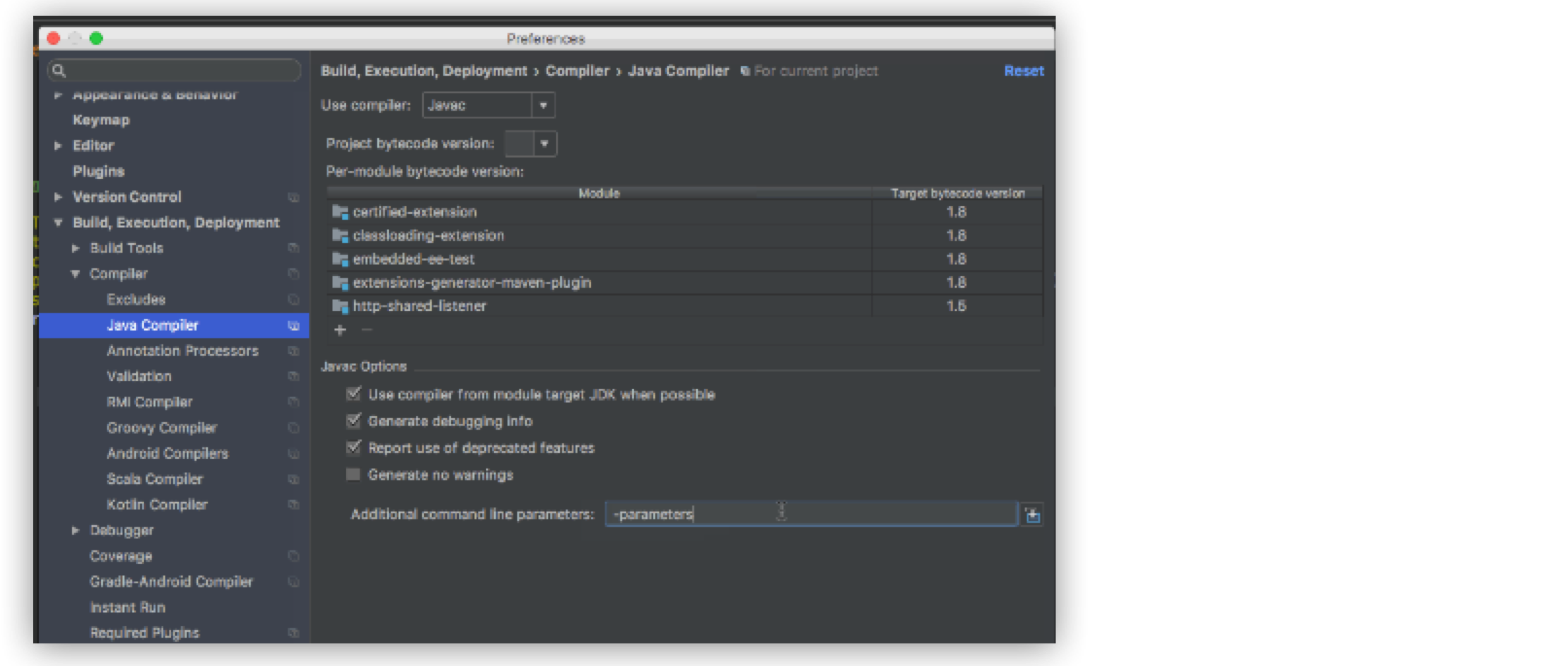 Preferences
Build, Execution, Deployment › Compiler › Java Compiler For current project Reset
Appearance & Behavior
Keymap
Editor
Plugins
Version Control
Build, Execution, Deployment
Build Tools
Compiler
Excludes
Java Compiler
Annotation Processors
Validation
RMI Compiler
Groovy Compiler
Android Compilers
Scala Compiler
Kotlin Compiler
Debugger
Coverage
Gradle-Android Compiler
Instant Run
Required Plugins
Use compiler: Javac
Project bytecode version:
Per-module bytecode version:
Module Target bytecode version
certified-extension 1.8
classloading-extension 1.8
embedded-ee-test 1.8
extensions-generator-maven-plugin 1.8
http-shared-listener
Javac Options
Use compiler from module target JDK when possible
Generate debugging info
Report use of deprecated features
Generate no warnings
Additional command line parameters: -parameters